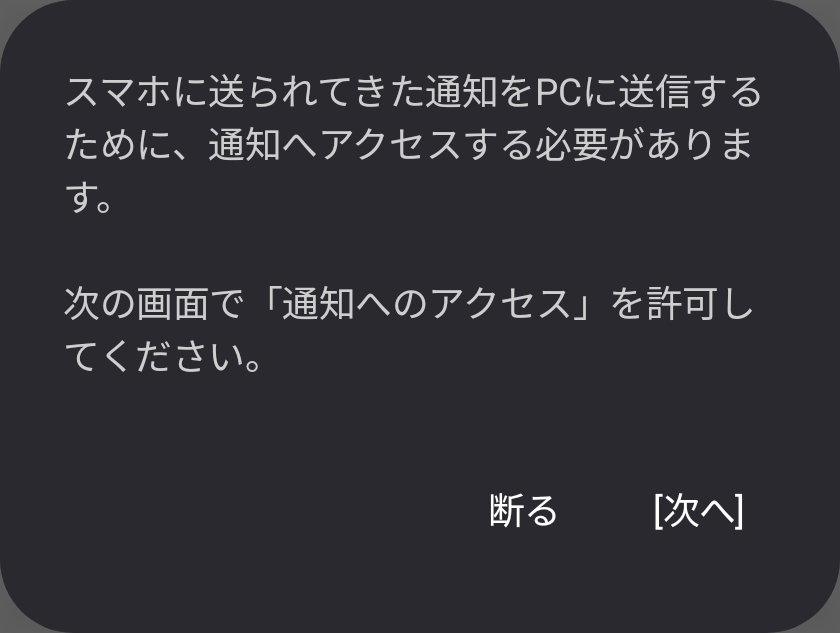 スマホに送られてきた通知をPCに送信する
ために、通知へアクセスする必要がありま
す。
次の画面で「通知へのアクセス」を許可し
てください。
断る [次へ]